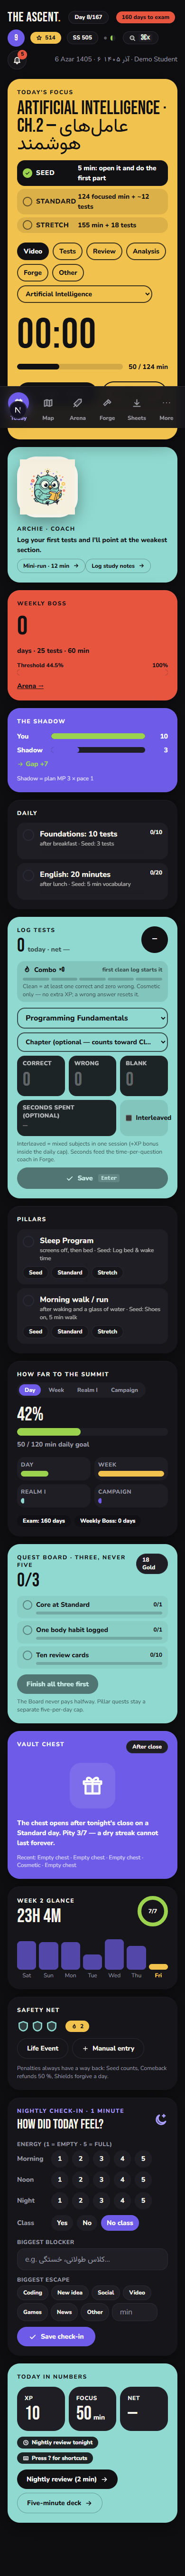 THE ASCENT.
Day 8/167
160 days to exam
9
514
SS 505
⌘K
6 Azar 1405 · ۶ آذر ۱۴۰۵ · Demo Student
TODAY'S FOCUS
ARTIFICIAL INTELLIGENCE ·
CH.2 — عامل‌های
هوشمند
SEED
5 min: open it and do the first part
STANDARD
124 focused min + ~12 tests
STRETCH
155 min + 18 tests
Video
Tests
Review
Analysis
Forge
Other
Artificial Intelligence
00:00
50 / 124 min
Today
Map
Arena
Forge
Sheets
More
N
ARCHIE · COACH
Log your first tests and I'll point at the weakest section.
Mini-run · 12 min →
Log study notes →
WEEKLY BOSS
0
days · 25 tests · 60 min
Threshold 44.5%
100%
Arena →
THE SHADOW
You
10
Shadow
3
→ Gap +7
Shadow = plan MP 3 × pace 1
DAILY
Foundations: 10 tests
0/10
after breakfast · Seed: 3 tests
English: 20 minutes
0/20
after lunch · Seed: 5 min vocabulary
LOG TESTS
0 today · net —
—
Combo
first clean log starts it
Clean = at least one correct and zero wrong. Cosmetic only — no extra XP, a wrong answer resets it.
Programming Fundamentals
Chapter (optional — counts toward Cl...
CORRECT
0
WRONG
0
BLANK
0
SECONDS SPENT (OPTIONAL)
—
Interleaved
Interleaved = mixed subjects in one session (+XP bonus inside the daily cap). Seconds feed the time-per-question coach in Forge.
Save Enter
PILLARS
Sleep Program
screens off, then bed · Seed: Log bed & wake time
Seed
Standard
Stretch
Morning walk / run
after waking and a glass of water · Seed: Shoes on, 5 min walk
Seed
Standard
Stretch
HOW FAR TO THE SUMMIT
Day
Week
Realm I
Campaign
42%
50 / 120 min daily goal
DAY
WEEK
REALM I
CAMPAIGN
Exam: 160 days
Weekly Boss: 0 days
QUEST BOARD · THREE, NEVER FIVE
18 Gold
0/3
Core at Standard
0/1
One body habit logged
0/1
Ten review cards
0/10
Finish all three first
The Board never pays halfway. Pillar quests stay a separate five-per-day cap.
VAULT CHEST
After close
The chest opens after tonight's close on a Standard day. Pity 3/7 — a dry streak cannot last forever.
Recent: Empty chest · Empty chest · Empty chest · Cosmetic · Empty chest
WEEK 2 GLANCE
23H 4M
7/7
Sat
Sun
Mon
Tue
Wed
Thu
Fri
SAFETY NET
2
Life Event
+ Manual entry
Penalties always have a way back: Seed counts. Comeback refunds 50 %, Shields forgive a day.
NIGHTLY CHECK-IN · 1 MINUTE
HOW DID TODAY FEEL?
ENERGY (1 = EMPTY · 5 = FULL)
Morning
1
2
3
4
5
Noon
1
2
3
4
5
Night
1
2
3
4
5
Class
Yes
No
No class
BIGGEST BLOCKER
e.g. کلاس طولانی، خستگی...
BIGGEST ESCAPE
Coding
New idea
Social
Video
Games
News
Other
min
Save check-in
TODAY IN NUMBERS
XP
10
FOCUS
50 min
NET
—
Nightly review tonight
Press ? for shortcuts
Nightly review (2 min) →
Five-minute deck →